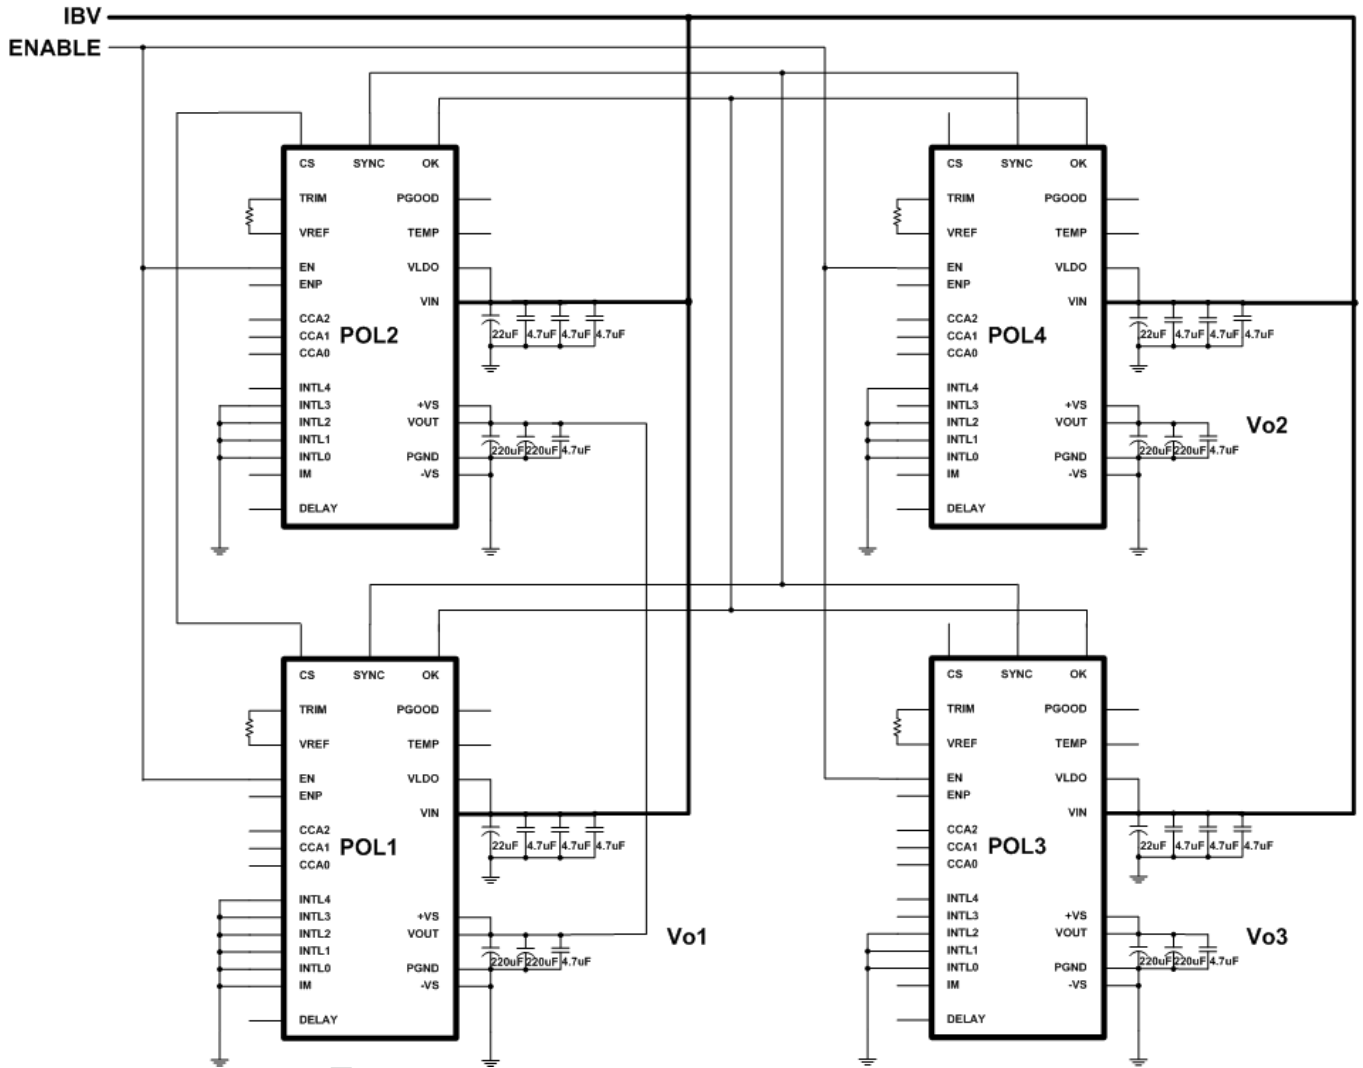 IBV
ENABLE
CS SYNC OK
TRIM PGOOD
VREF TEMP
EN VLDO
ENP
VIN
CCA2
CCA1 POL2 22uF 4.7uF 4.7uF 4.7uF
CCA0
INTL4
INTL3 +VS
INTL2 VOUT
INTL1
220uF 220uF 4.7uF
INTL0 PGND
IM -VS
DELAY
CS SYNC OK
TRIM PGOOD
VREF TEMP
EN VLDO
ENP
VIN
CCA2
CCA1 POL4 22uF 4.7uF 4.7uF 4.7uF
CCA0
INTL4
INTL3 +VS
INTL2 VOUT Vo2
INTL1
220uF 220uF 4.7uF
INTL0 PGND
IM -VS
DELAY
CS SYNC OK
TRIM PGOOD
VREF TEMP
EN VLDO
ENP
VIN
CCA2
CCA1 POL1 22uF 4.7uF 4.7uF 4.7uF
CCA0
INTL4
INTL3 +VS
INTL2 VOUT Vo1
INTL1
220uF 220uF 4.7uF
INTL0 PGND
IM -VS
DELAY
CS SYNC OK
TRIM PGOOD
VREF TEMP
EN VLDO
ENP
VIN
CCA2
CCA1 POL3 22uF 4.7uF 4.7uF 4.7uF
CCA0
INTL4
INTL3 +VS
INTL2 VOUT Vo3
INTL1
220uF 220uF 4.7uF
INTL0 PGND
IM -VS
DELAY